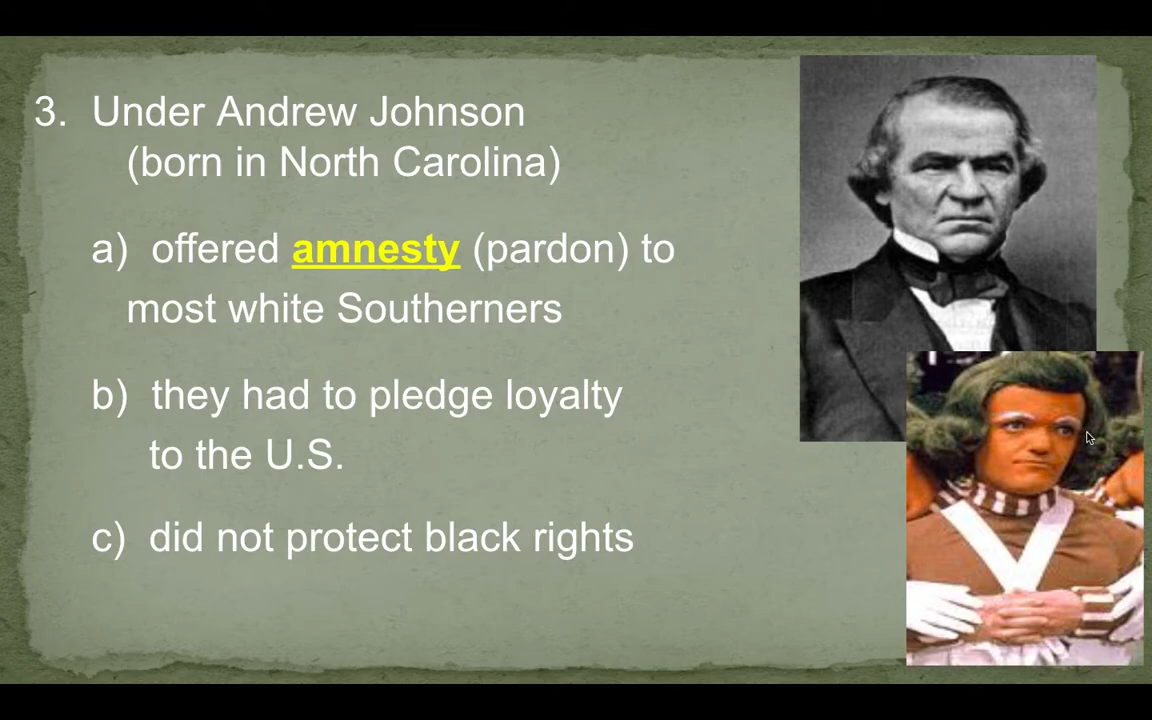 3. Under Andrew Johnson
(born in North Carolina)
a) offered amnesty (pardon) to
most white Southerners
b) they had to pledge loyalty
to the U.S.
c) did not protect black rights